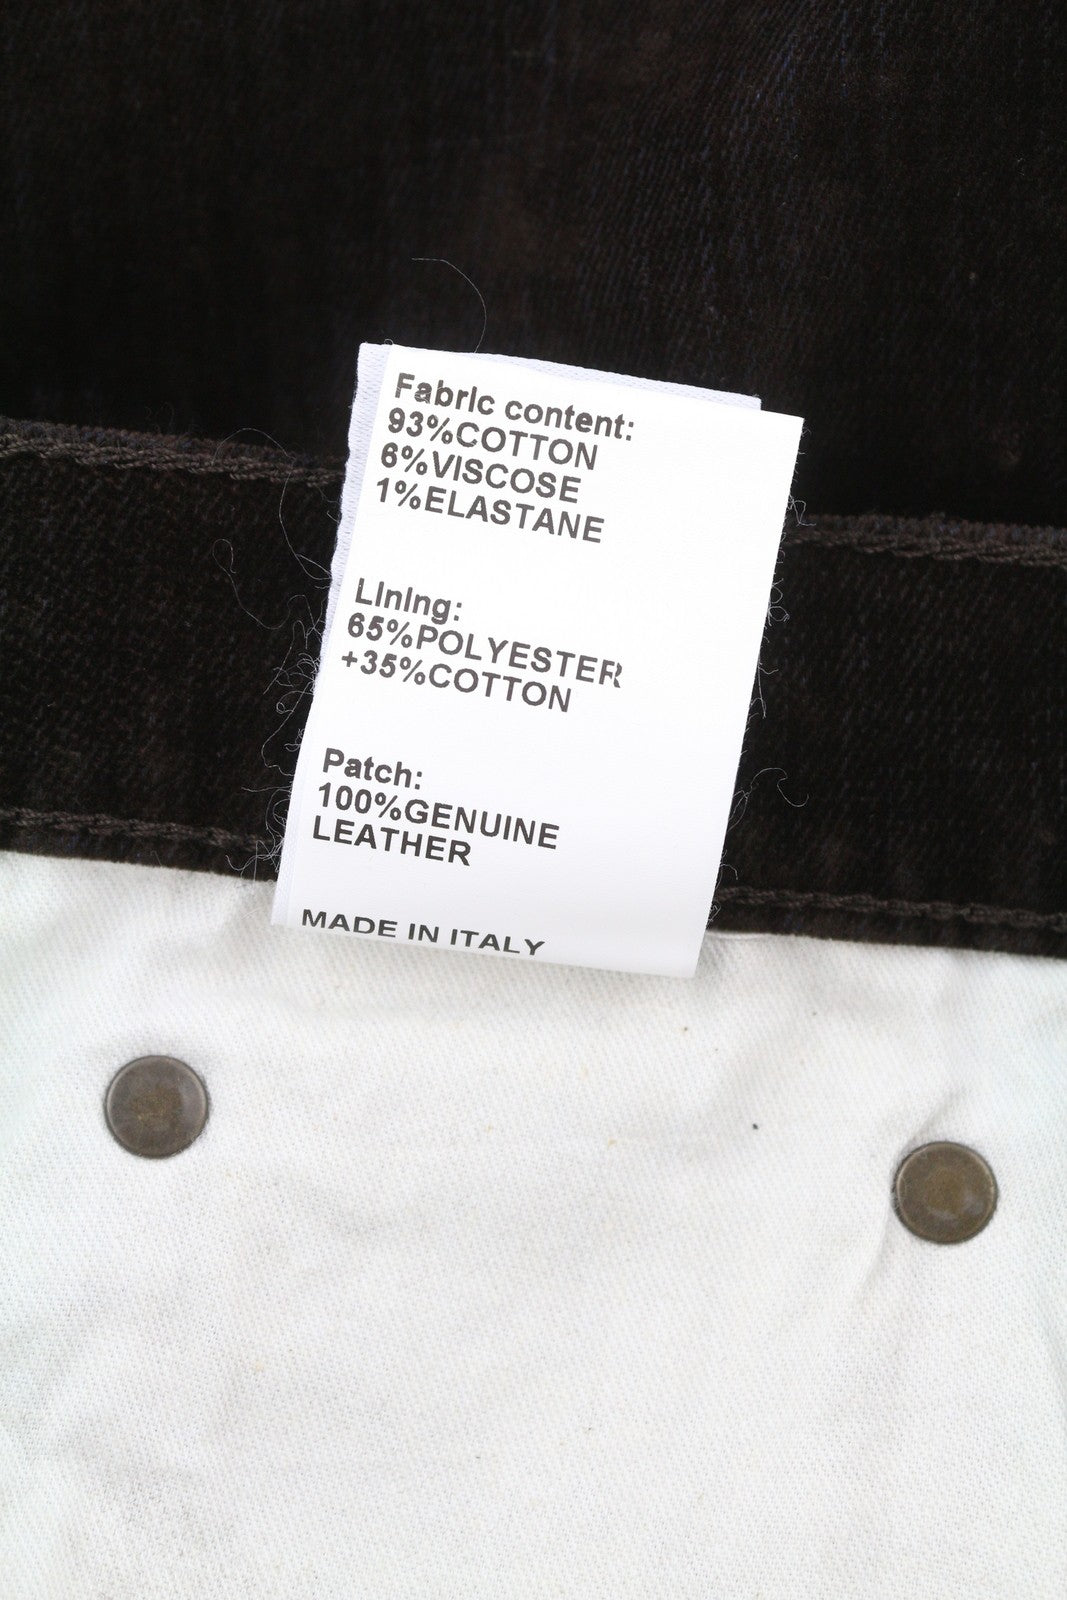 Fabric content:
93%COTTON
6%VISCOSE
1%ELASTANE
Lining:
65%POLYESTER
+35%COTTON
Patch:
100%GENUINE
LEATHER
MADE IN ITALY